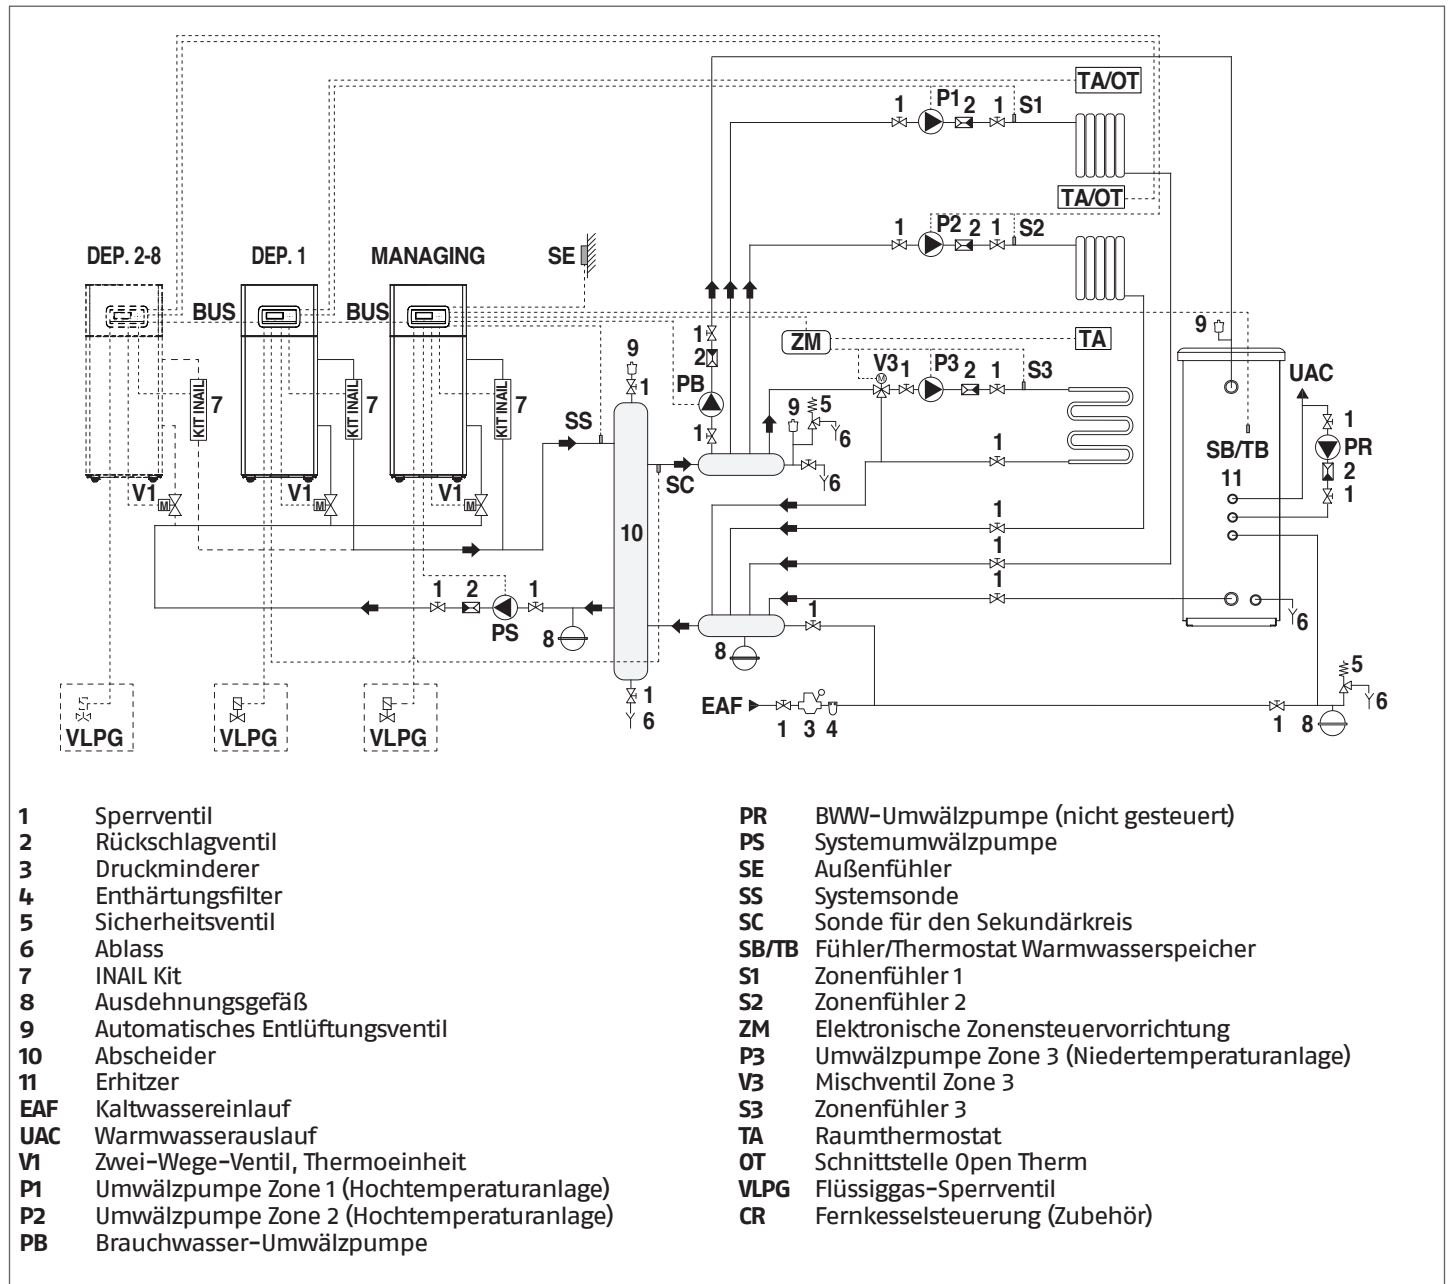 TA/OT
1 P1 2 1 S1
TA/OT
1 P2 2 1 S2
DEP. 2-8 DEP. 1 MANAGING SE
BUS BUS
1
ZM TA
9
2
9 V3 1 P3 2 1 S3
1
PB
UAC
KIT INAIL 7 KIT INAIL 7 KIT INAIL 7
SS
9 5
1
6
1
PR
SB/TB
1
SC
6
2
11
V1 V1 V1
M M M M
1
1
10
1
1
1 2 1
1
PS
8
8
6
5
1
6
EAF
6
1 3 4
1 8
VLPG VLPG VLPG
1 Sperrventil
2 Rückschlagventil
3 Druckminderer
4 Enthärtungsfilter
5 Sicherheitsventil
6 Ablass
7 INAIL Kit
8 Ausdehnungsgefäß
9 Automatisches Entlüftungsventil
10 Abscheider
11 Erhitzer
EAF Kaltwassereinlauf
UAC Warmwasserauslauf
V1 Zwei-Wege-Ventil, Thermoeinheit
P1 Umwälzpumpe Zone 1 (Hochtemperaturanlage)
P2 Umwälzpumpe Zone 2 (Hochtemperaturanlage)
PB Brauchwasser-Umwälzpumpe
PR BWW-Umwälzpumpe (nicht gesteuert)
PS Systemumwälzpumpe
SE Außenfühler
SS Systemsonde
SC Sonde für den Sekundärkreis
SB/TB Fühler/Thermostat Warmwasserspeicher
S1 Zonenfühler 1
S2 Zonenfühler 2
ZM Elektronische Zonensteuervorrichtung
P3 Umwälzpumpe Zone 3 (Niedertemperaturanlage)
V3 Mischventil Zone 3
S3 Zonenfühler 3
TA Raumthermostat
OT Schnittstelle Open Therm
VLPG Flüssiggas-Sperrventil
CR Fernkesselsteuerung (Zubehör)